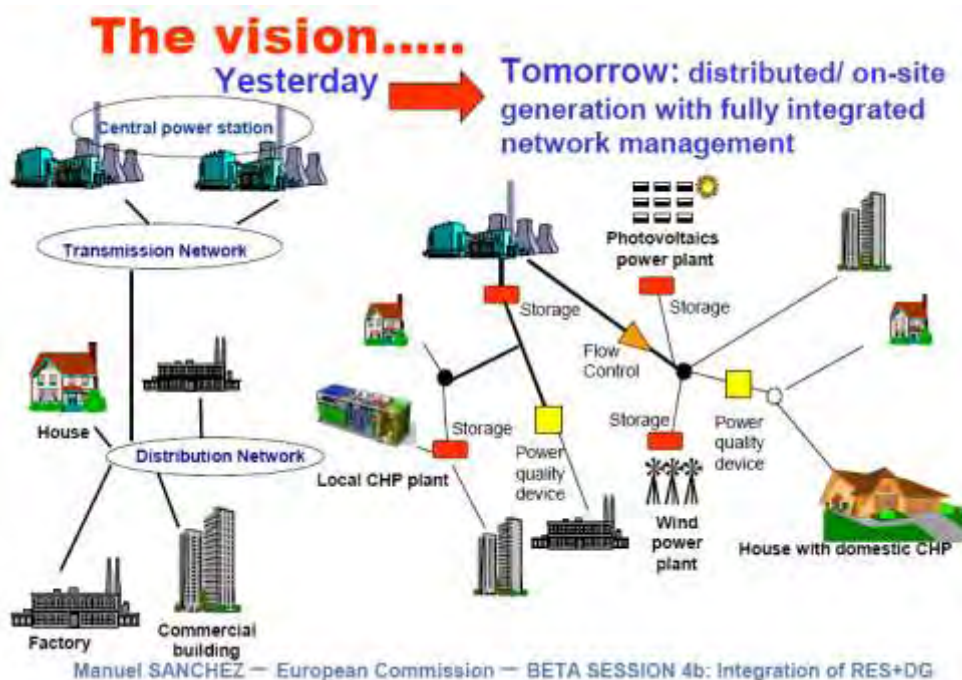 The vision.....
Yesterday
Tomorrow: distributed/ on-site
generation with fully integrated
network management
Central power station
Transmission Network
House
Distribution Network
Factory
Commercial
building
Photovoltaics
power plant
Storage
Storage
Flow
Control
Storage
Storage
Local CHP plant
Power
quality
device
Power
quality
device
Wind
power
plant
House with domestic CHP
Manuel SANCHEZ — European Commission — BETA SESSION 4b: Integration of RES+DG